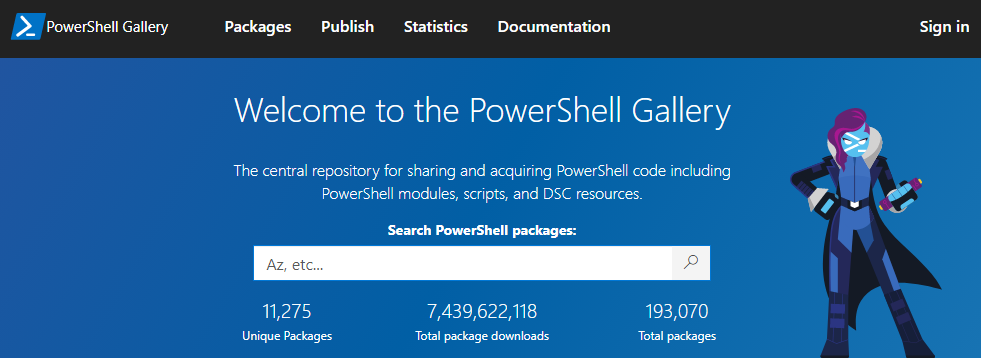 PowerShell Gallery Packages Publish Statistics Documentation Sign in
Welcome to the PowerShell Gallery
The central repository for sharing and acquiring PowerShell code including
PowerShell modules, scripts, and DSC resources.
Search PowerShell packages:
Az, etc...
11,275 7,439,622,118 193,070
Unique Packages Total package downloads Total packages